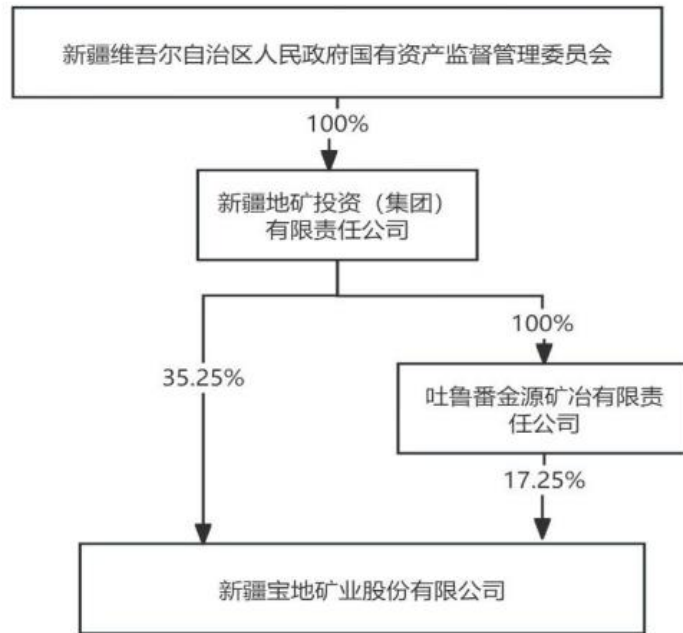 新疆维吾尔自治区人民政府国有资产监督管理委员会
100%
新疆地矿投资（集团）
有限责任公司
100%
35.25%
吐鲁番金源矿冶有限责
任公司
17.25%
新疆宝地矿业股份有限公司